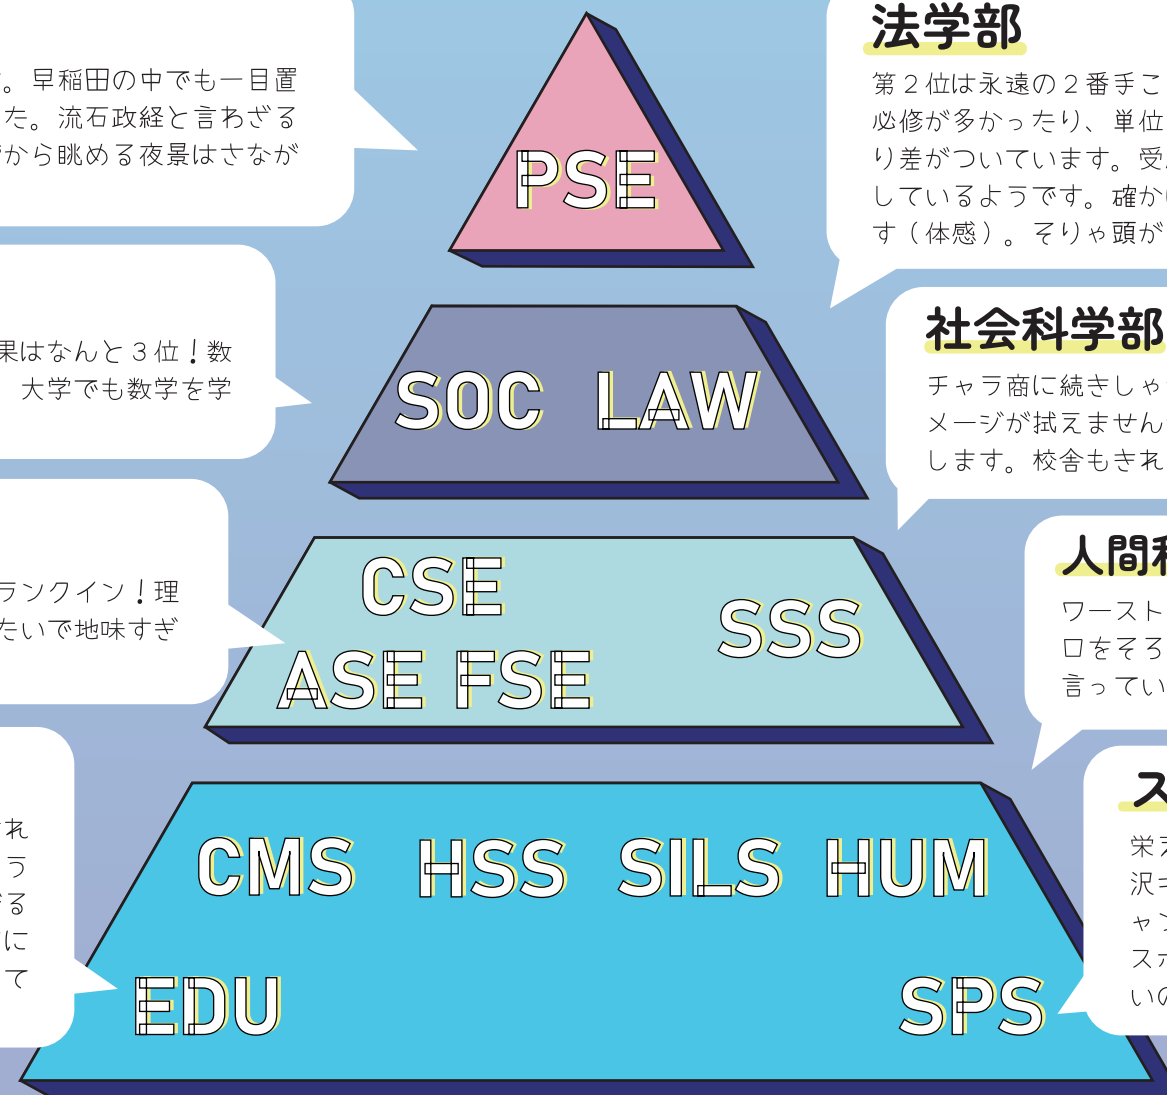 。早稲田の中でも一目置
た。流石政経と言わざる
から眺める夜景はさなが
果はなんと３位！数
大学でも数学を学
ランクイン！理
たいで地味すぎ
れ
う
る
に
て
PSE
SOC LAW
CSE
SSS
ASE FSE
CMS HSS SILS HUM
EDU
SPS
法学部
第２位は永遠の２番手こ
必修が多かったり、単位
り差がついています。受
しているようです。確か
す（体感）。そりゃ頭が
社会科学部
チャラ商に続きしゃ
メージが拭えません
します。校舎もきれ
人間科
ワースト
口をそろ
言ってい
ス
栄
沢
ャン
スポ
いの